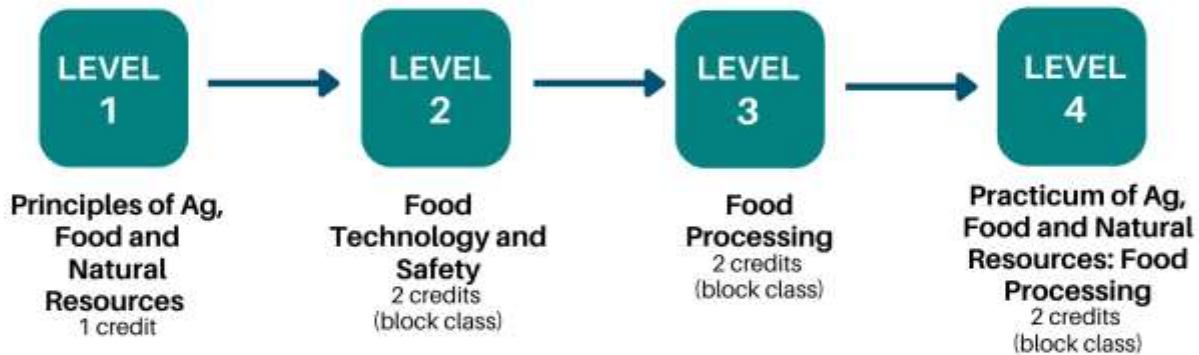 LEVEL
1
Principles of Ag,
Food and
Natural
Resources
1 credit
LEVEL
2
Food
Technology and
Safety
2 credits
(block class)
LEVEL
3
Food
Processing
2 credits
(block class)
LEVEL
4
Practicum of Ag,
Food and Natural
Resources: Food
Processing
2 credits
(block class)